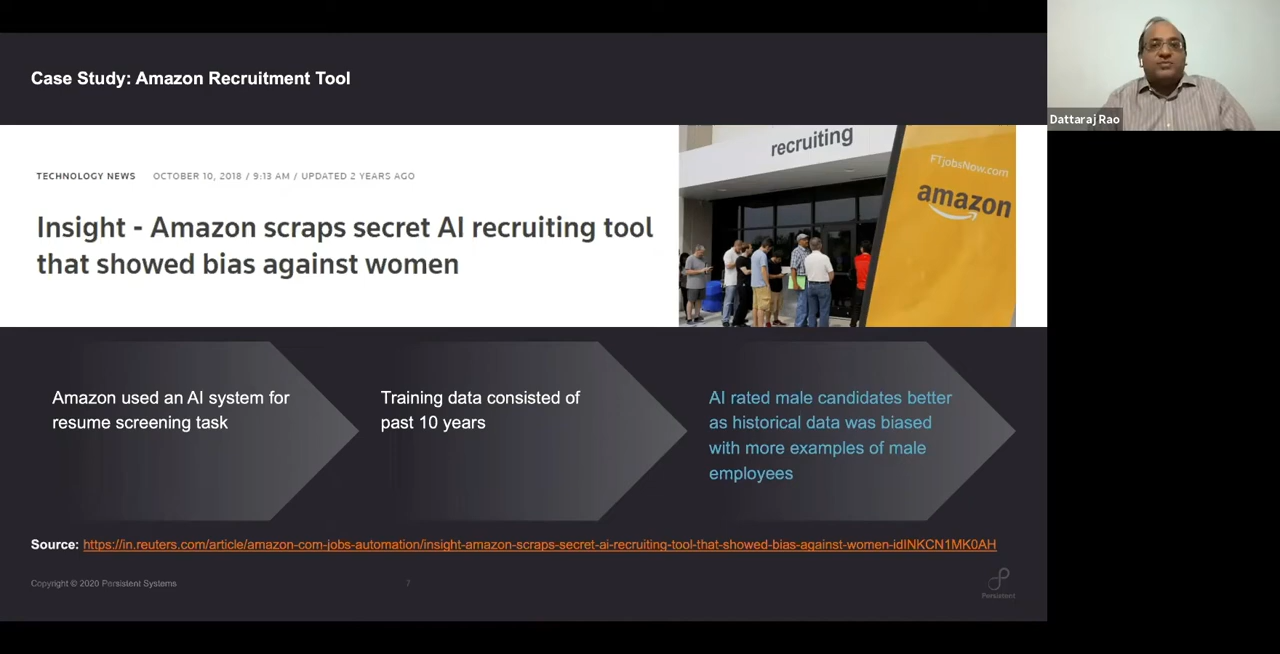 Case Study: Amazon Recruitment Tool
Dattaraj Rao
TECHNOLOGY NEWS OCTOBER 10, 2018 / 9:13 AM / UPDATED 2 YEARS AGO
Insight - Amazon scraps secret AI recruiting tool
that showed bias against women
recruiting
FTjobsNow.com
amazon
Amazon used an AI system for
resume screening task
Training data consisted of
past 10 years
AI rated male candidates better
as historical data was biased
with more examples of male
employees
Source: https://in.reuters.com/article/amazon-com-jobs-automation/insight-amazon-scraps-secret-ai-recruiting-tool-that-showed-bias-against-women-idINKCN1MK0AH
Copyright © 2020 Persistent Systems
7
Persistent